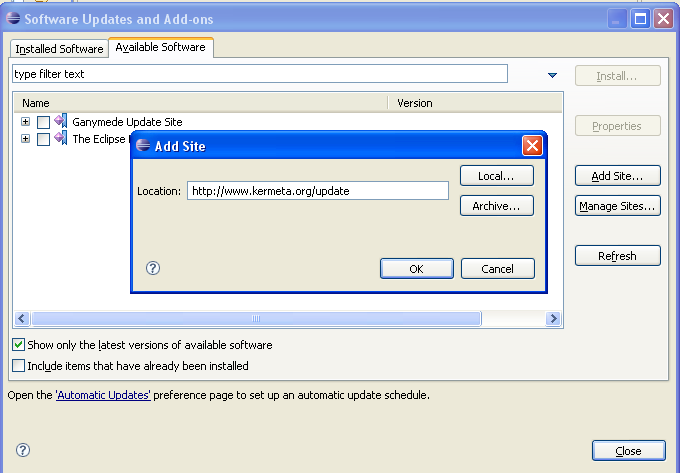 Software Updates and Add-ons
Installed Software
Available Software
type filter text
Install...
Name
Version
Ganymede Update Site
Properties
The Eclipse
Add Site
Local...
Add Site...
Location:
http://www.kermeta.org/update
Archive...
Manage Sites...
Refresh
OK
Cancel
Show only the latest versions of available software
Include items that have already been installed
Open the 'Automatic Updates' preference page to set up an automatic update schedule.
Close